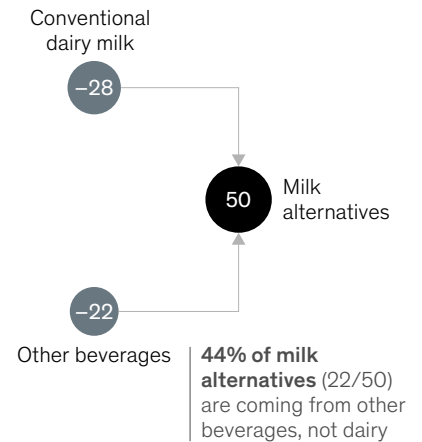 Conventional
dairy milk
–28
50
Milk
alternatives
–22
Other beverages
44% of milk
alternatives (22/50)
are coming from other
beverages, not dairy